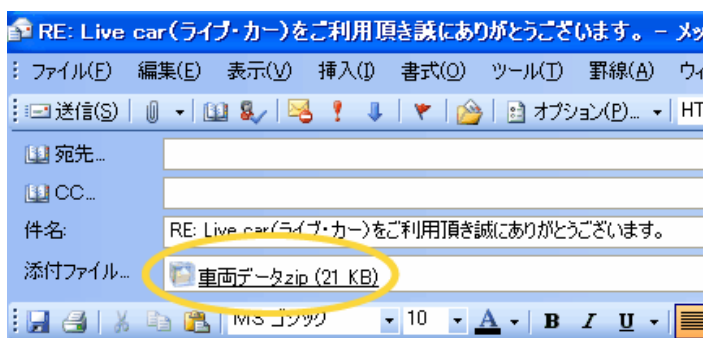 RE: Live car(ライブ・カー)をご利用頂き誠にありがとうございます。 - メッ
ファイル(F) 編集(E) 表示(V) 挿入(I) 書式(O) ツール(T) 罫線(A) ウィ
送信(S) オプション(P)... HT
宛先...
CC...
件名: RE: Live car(ライブ・カー)をご利用頂き誠にありがとうございます。
添付ファイル... 車両データzip (21 KB)
MS ゴシック 10 A B I U